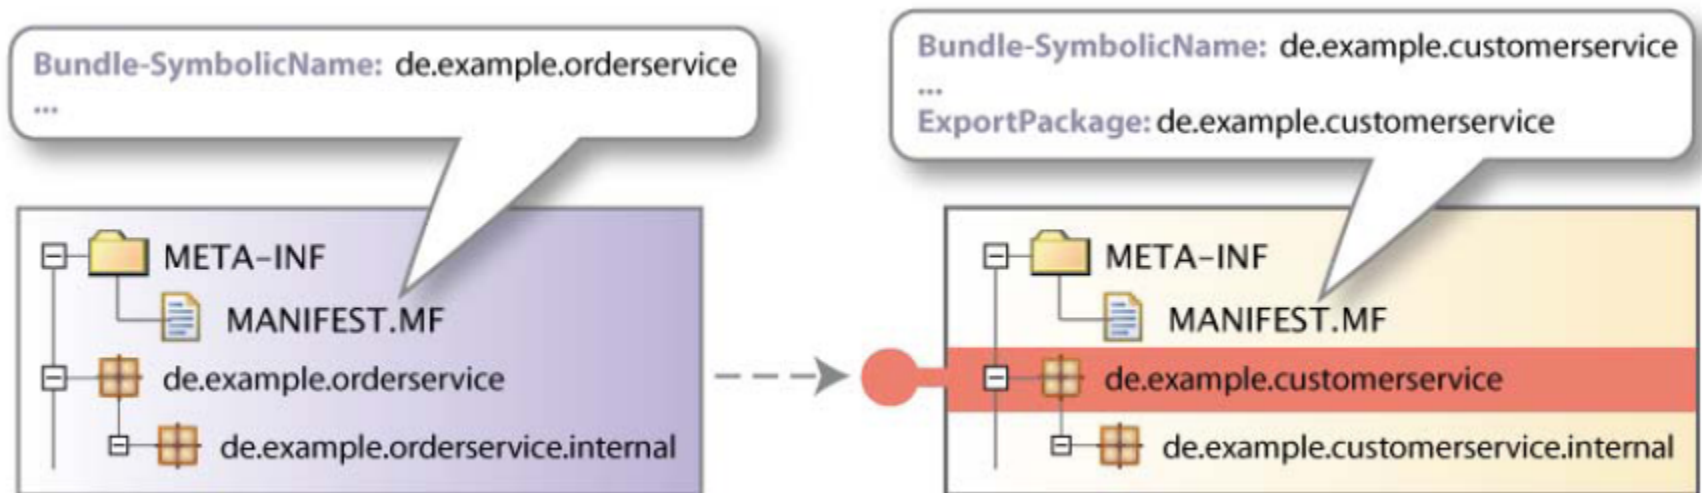 Bundle-SymbolicName: de.example.orderservice
...
Bundle-SymbolicName: de.example.customerservice
...
ExportPackage: de.example.customerservice
META-INF
MANIFEST.MF
de.example.orderservice
de.example.orderservice.internal
META-INF
MANIFEST.MF
de.example.customerservice
de.example.customerservice.internal